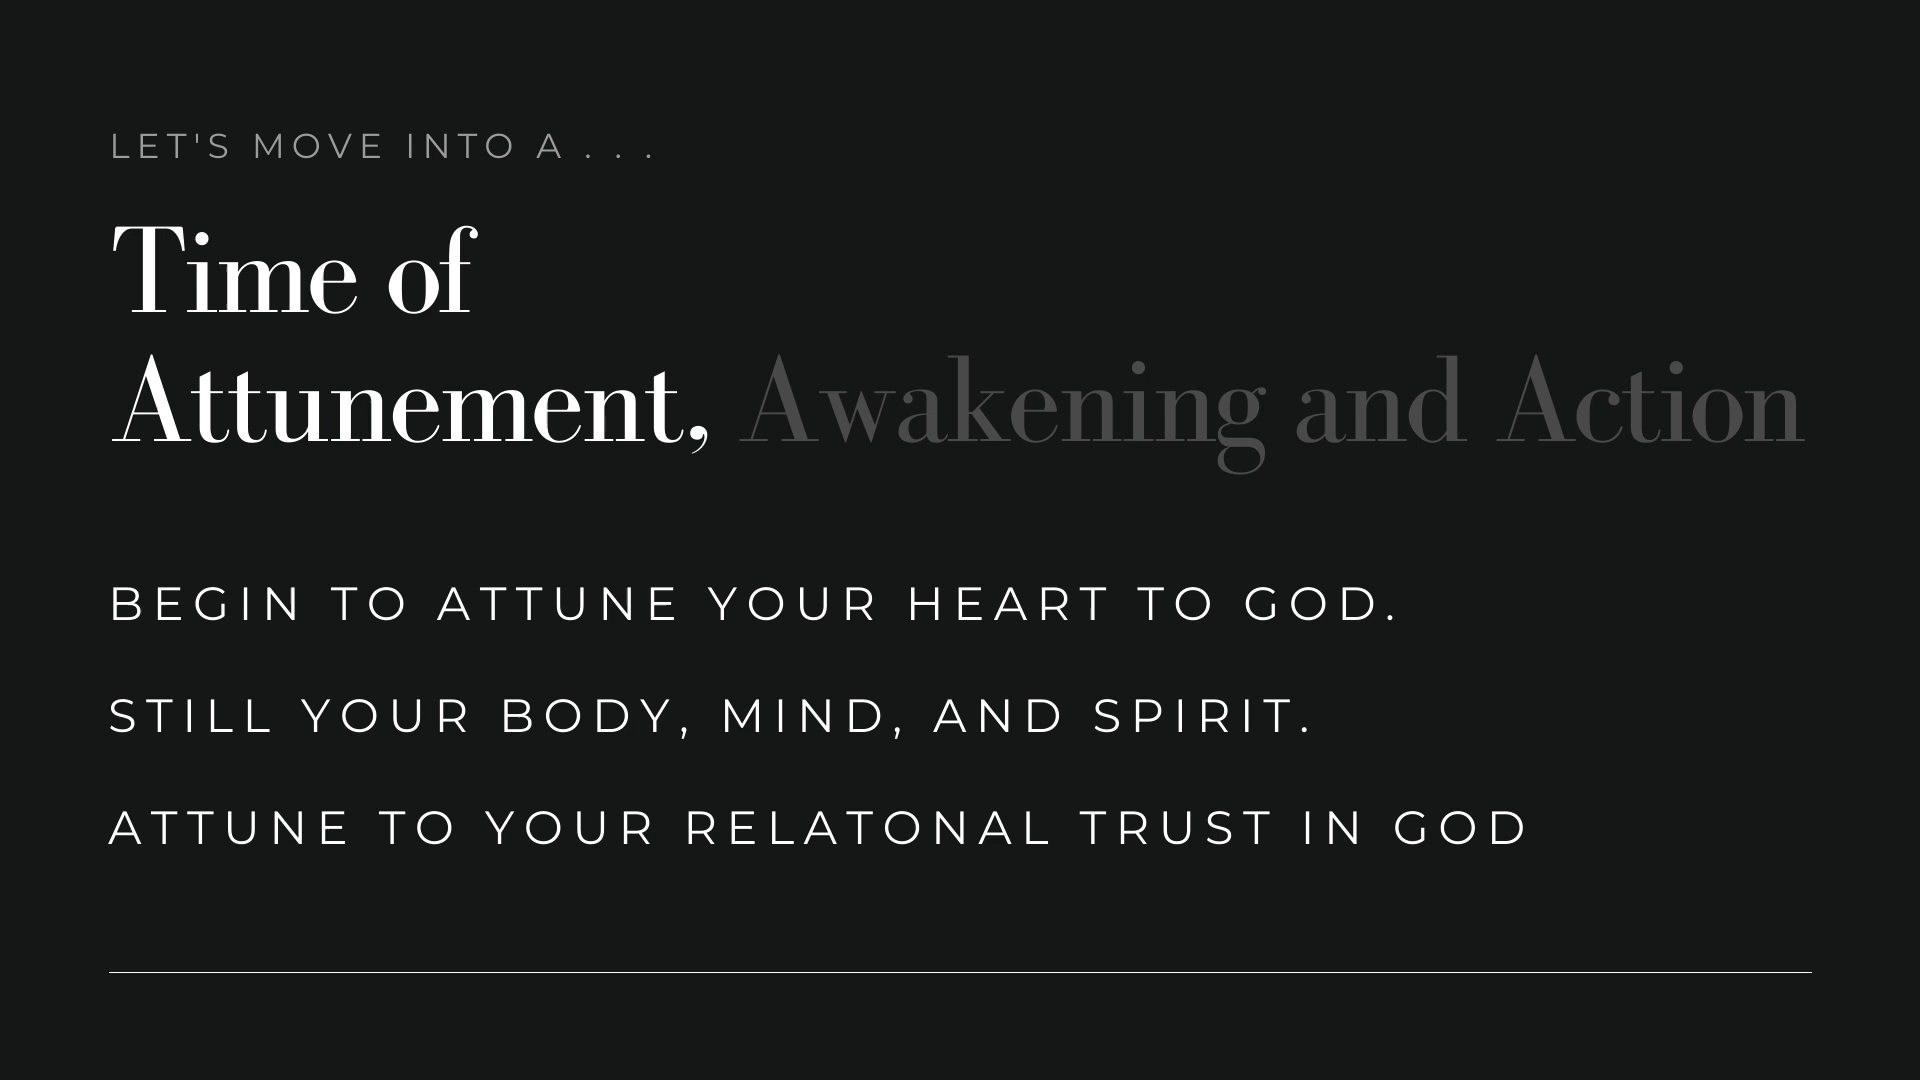 LET'S MOVE INTO A . . .
Time of
Attunement, Awakening and Action
BEGIN TO ATTUNE YOUR HEART TO GOD.
STILL YOUR BODY, MIND, AND SPIRIT.
ATTUNE TO YOUR RELATONAL TRUST IN GOD